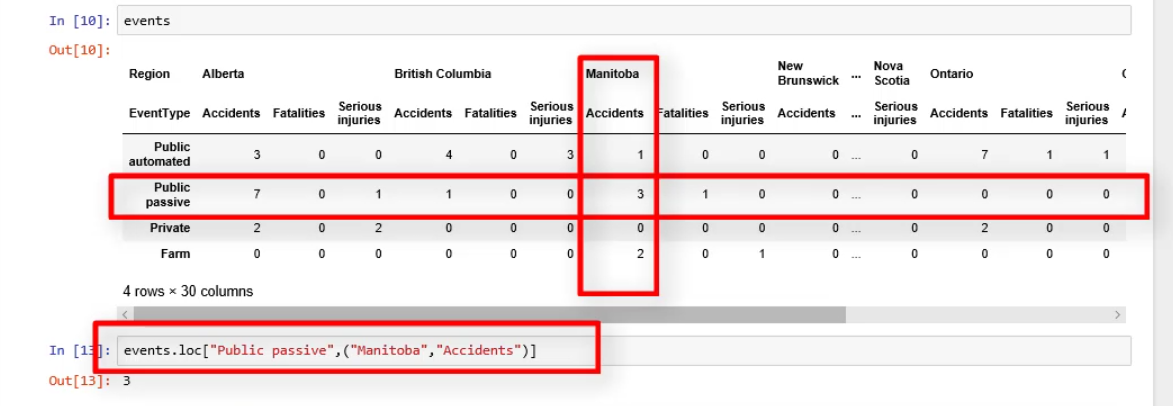 In [10]: events
Out[10]:
Region Alberta British Columbia Manitoba New Brunswick ... Nova Scotia Ontario
EventType Accidents Fatalities Serious injuries Accidents Fatalities Serious injuries Accidents Fatalities Serious injuries Accidents ... Serious injuries Accidents Fatalities Serious injuries
Public automated 3 0 0 4 0 3 1 0 0 0 ... 0 7 1 1
Public passive 7 0 1 1 0 0 3 1 0 0 ... 0 0 0 0
Private 2 0 2 0 0 0 0 0 0 0 ... 0 2 0 0
Farm 0 0 0 0 0 0 2 0 1 0 ... 0 0 0 0
4 rows × 30 columns
In [13]: events.loc["Public passive",("Manitoba","Accidents")]
Out[13]: 3